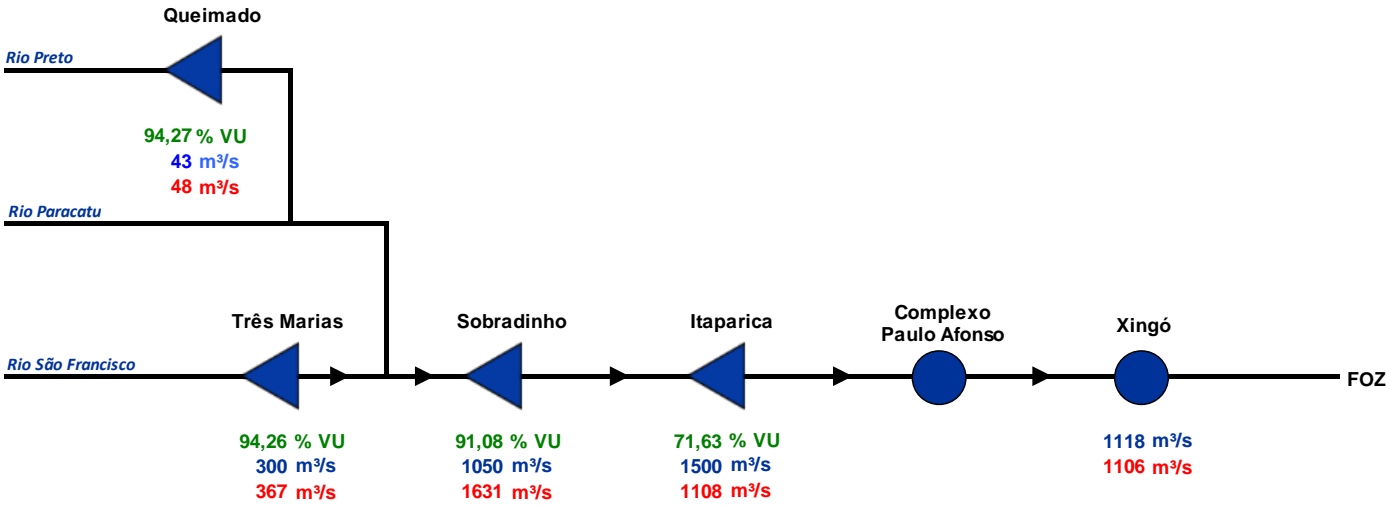 Queimado
Rio Preto
94,27 % VU
43 m³/s
48 m³/s
Rio Paracatu
Três Marias
Sobradinho
Itaparica
Complexo
Paulo Afonso
Xingó
Rio São Francisco
FOZ
94,26 % VU
300 m³/s
367 m³/s
91,08 % VU
1050 m³/s
1631 m³/s
71,63 % VU
1500 m³/s
1108 m³/s
1118 m³/s
1106 m³/s